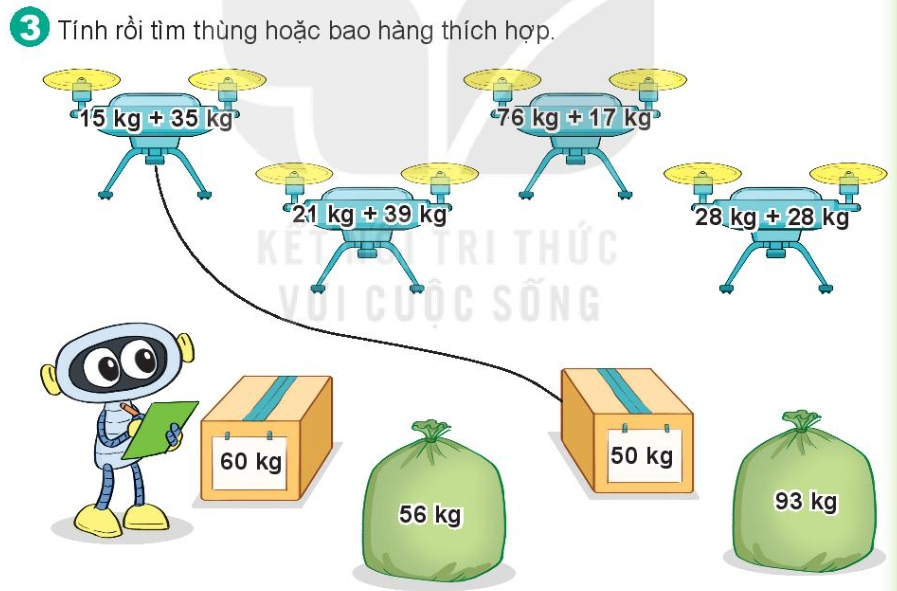 3 Tính rồi tìm thùng hoặc bao hàng thích hợp.
15 kg + 35 kg
76 kg + 17 kg
21 kg + 39 kg
28 kg + 28 kg
KẾT NỐI TRI THỨC
VỚI CUỘC SỐNG
60 kg
50 kg
56 kg
93 kg